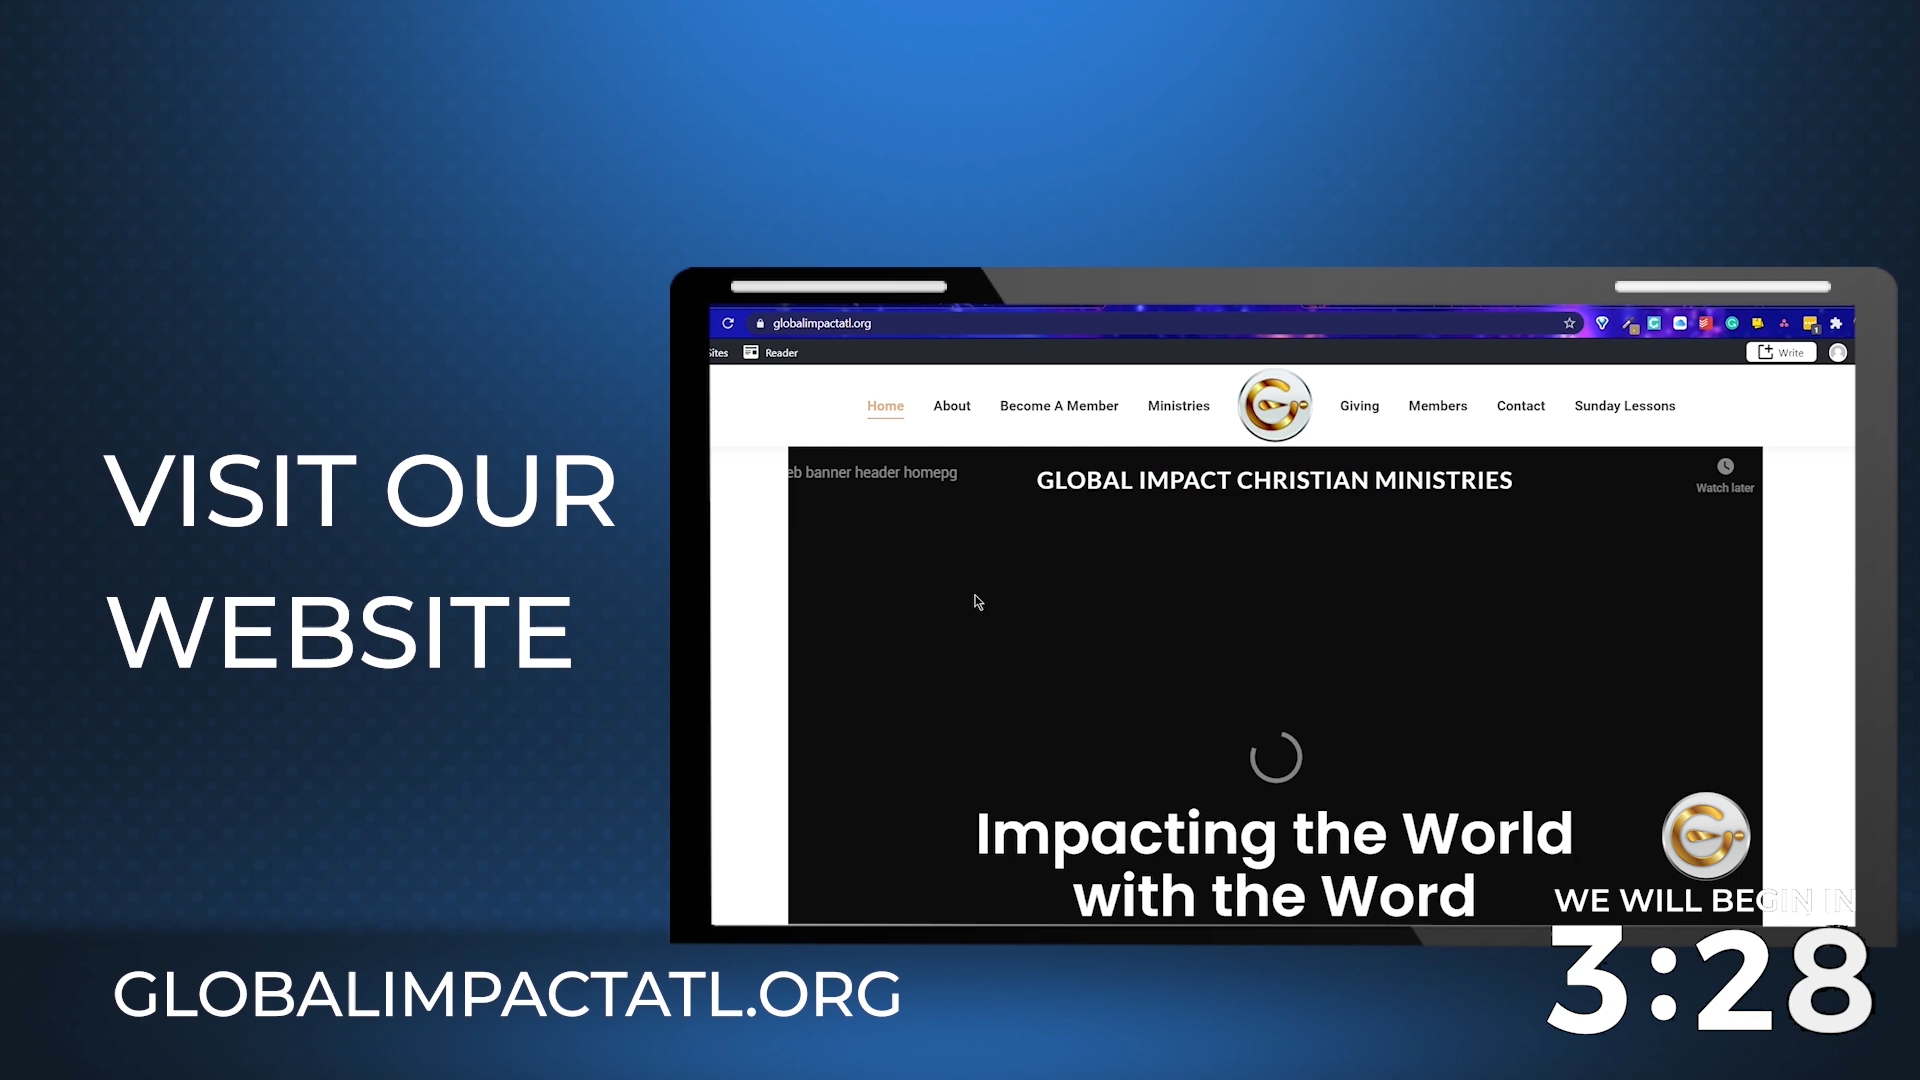 VISIT OUR
WEBSITE
GLOBALIMPACTATL.ORG
globalimpactatl.org
Reader
Write
Home
About
Become A Member
Ministries
Giving
Members
Contact
Sunday Lessons
eb banner header homepg
GLOBAL IMPACT CHRISTIAN MINISTRIES
Watch later
Impacting the World
with the Word
WE WILL BEGIN IN
3:28